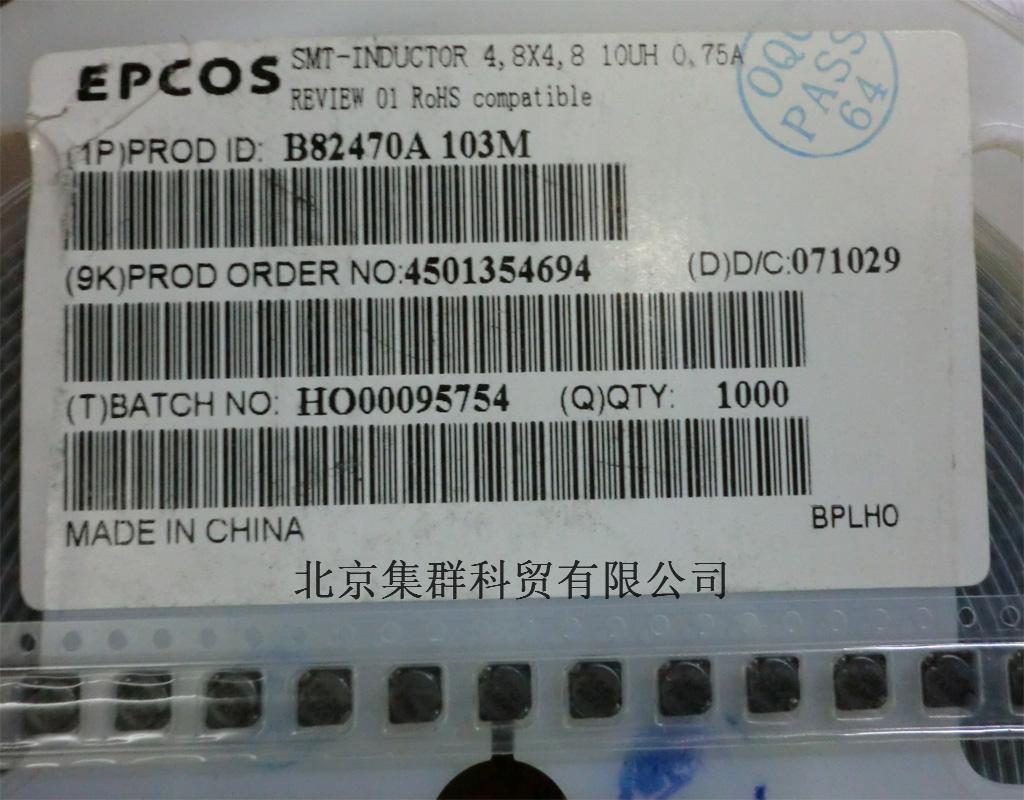 EPCOS SMT-INDUCTOR 4,8X4,8 10UH 0,75A
REVIEW 01 RoHS compatible
OQC
PASS
64
(1P)PROD ID: B82470A 103M
(9K)PROD ORDER NO:4501354694 (D)D/C:071029
(T)BATCH NO: HO00095754 (Q)QTY: 1000
MADE IN CHINA
BPLHO
北京集群科贸有限公司